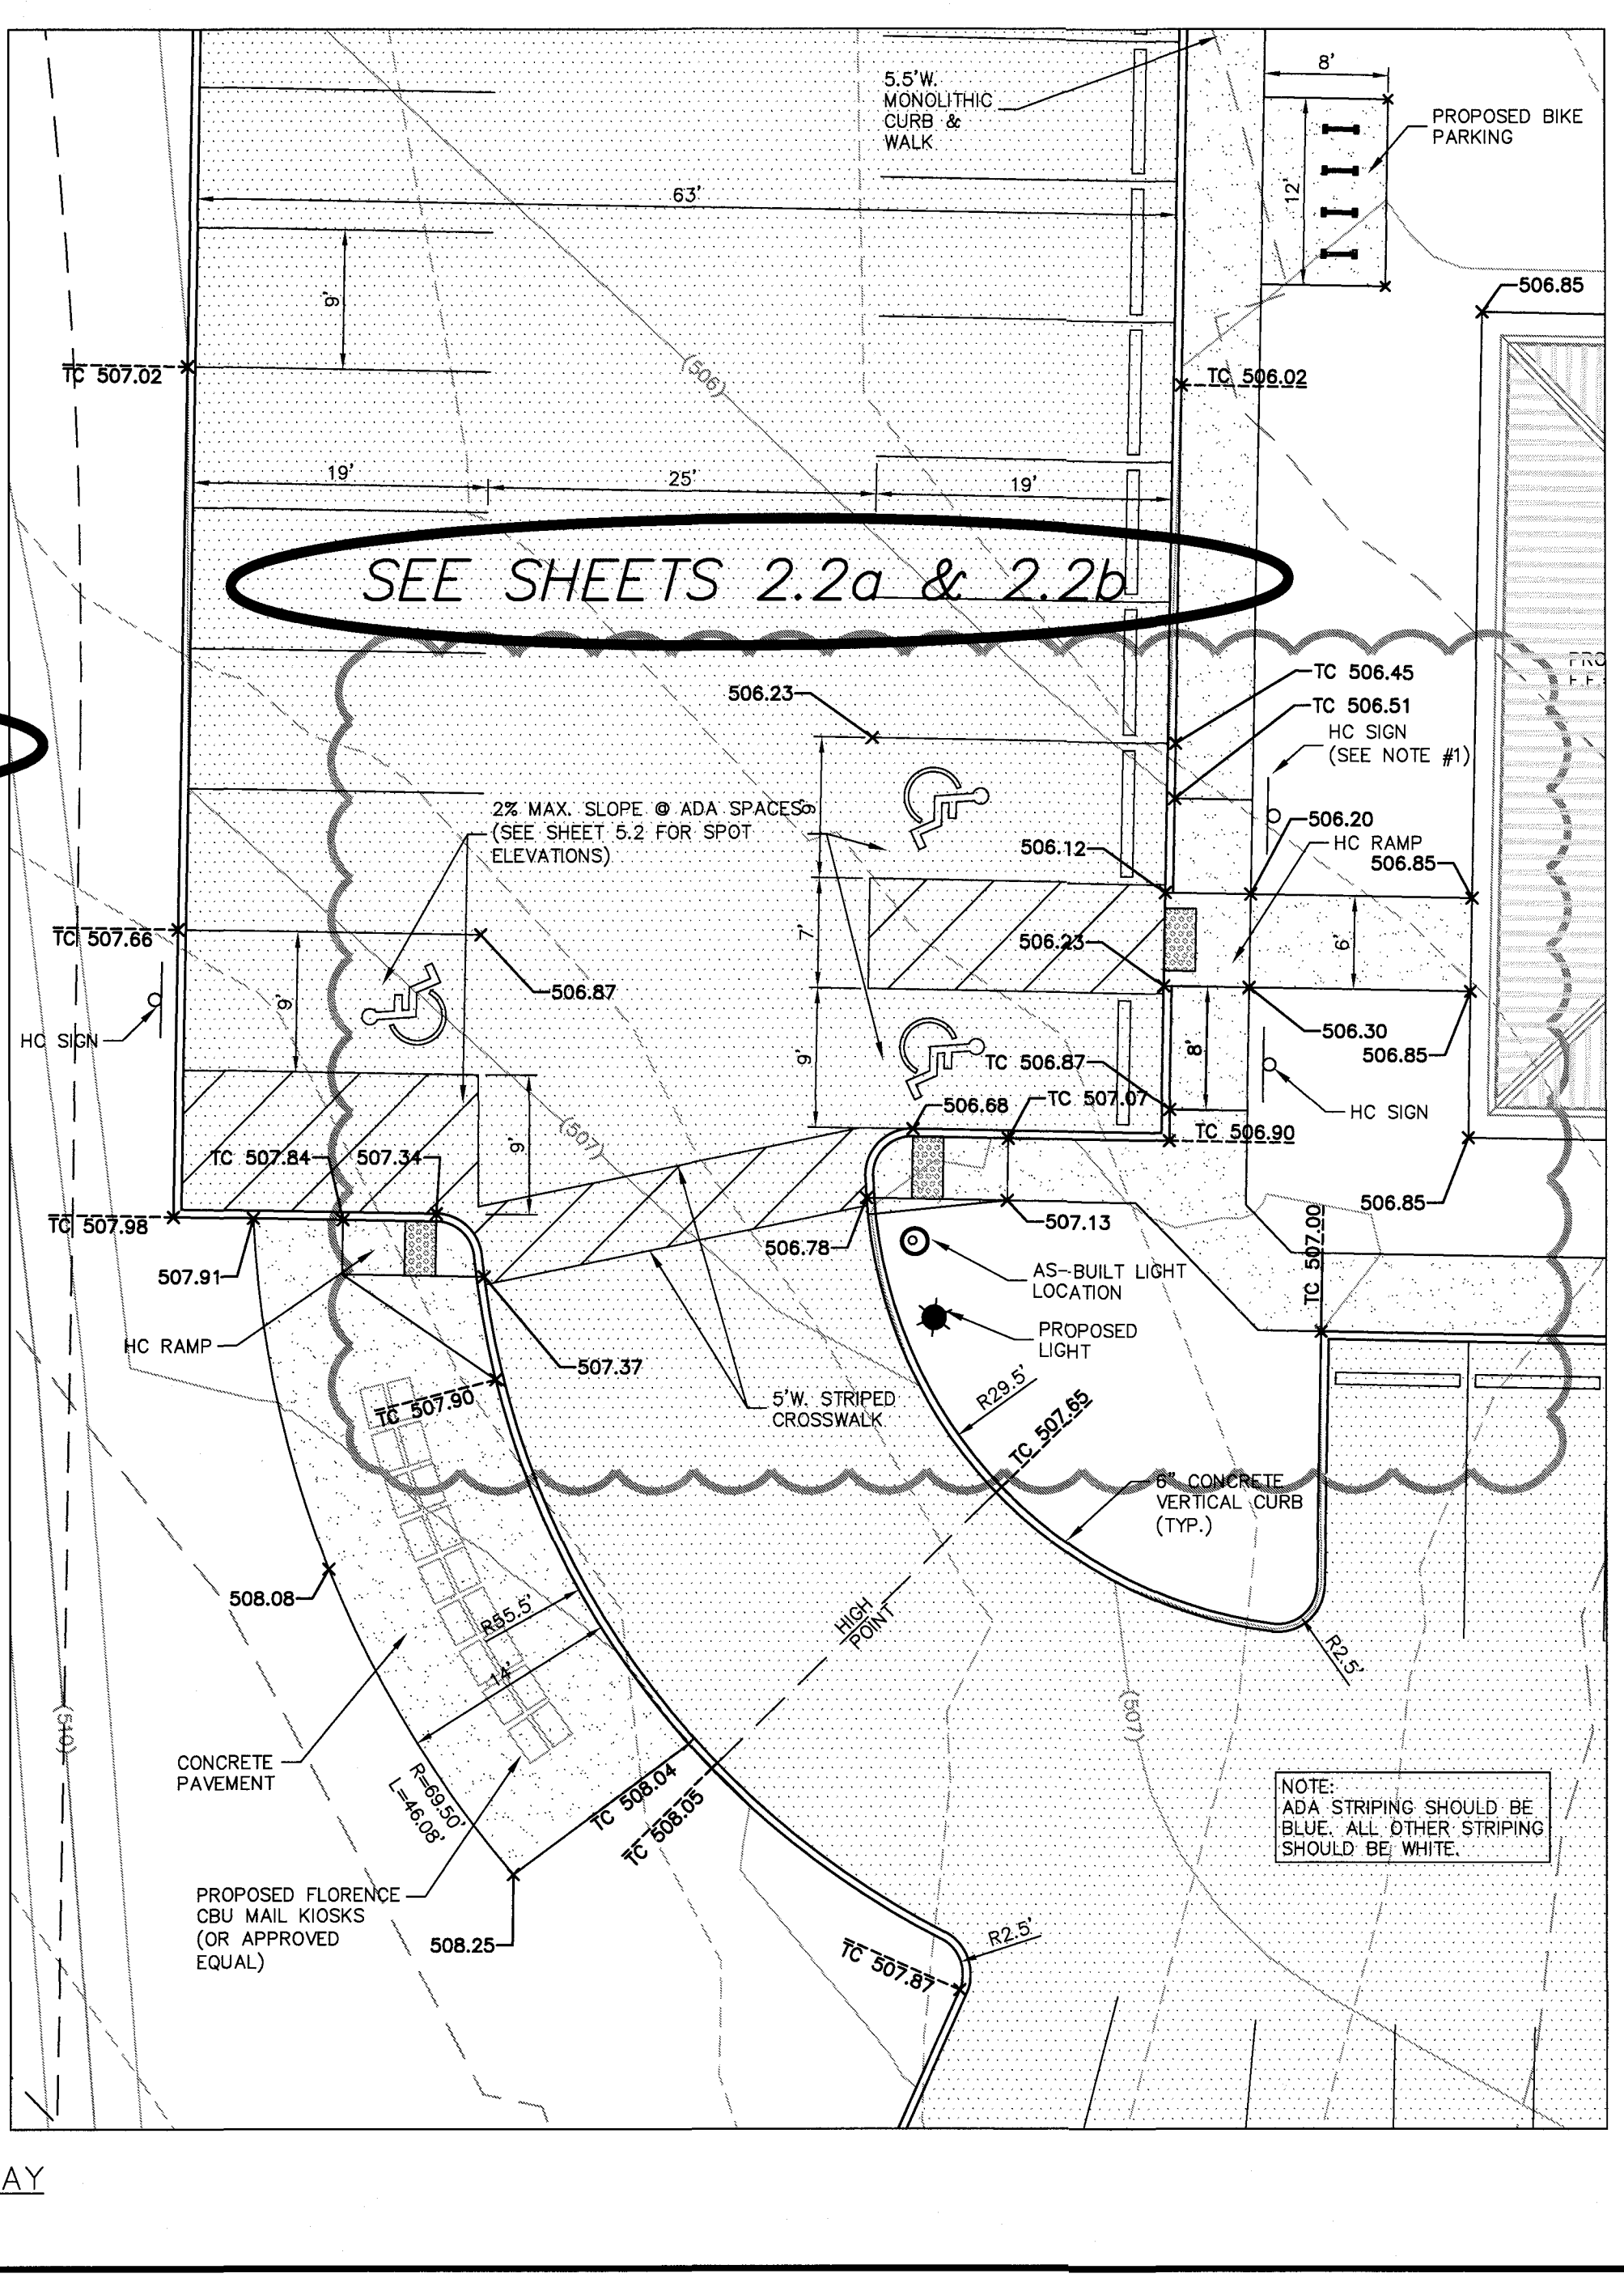 5.5'W.
MONOLITHIC
CURB &
WALK
8'
PROPOSED BIKE
PARKING
12'
63'
9'
506.85
(506)
TC 507.02
TC 506.02
19'
25'
19'
SEE SHEETS 2.2a & 2.2b
TC 506.45
506.23
TC 506.51
HC SIGN
(SEE NOTE #1)
2% MAX. SLOPE @ ADA SPACES
(SEE SHEET 5.2 FOR SPOT
ELEVATIONS)
9'
506.20
HC RAMP
506.12
506.85
TC 507.66
7'
506.23
6'
506.87
9'
HC SIGN
506.30
506.85
8'
9'
TC 506.87
506.68
TC 507.07
HC SIGN
TC 506.90
(507)
6'
TC 507.84
507.34
506.85
TC 507.98
507.13
506.78
507.91
TC 507.00
AS-BUILT LIGHT
LOCATION
PROPOSED
LIGHT
HC RAMP
507.37
R29.5'
TC 507.90
5'W. STRIPED
CROSSWALK
TC 507.65
6" CONCRETE
VERTICAL CURB
(TYP.)
508.08
R55.5'
HIGH
POINT
14'
R2.5'
(510)
(507)
CONCRETE
PAVEMENT
R=69.50'
L=46.08'
TC 508.04
TC 508.05
NOTE:
ADA STRIPING SHOULD BE
BLUE. ALL OTHER STRIPING
SHOULD BE WHITE.
PROPOSED FLORENCE
CBU MAIL KIOSKS
(OR APPROVED
EQUAL)
508.25
R2.5'
TC 507.87
AY